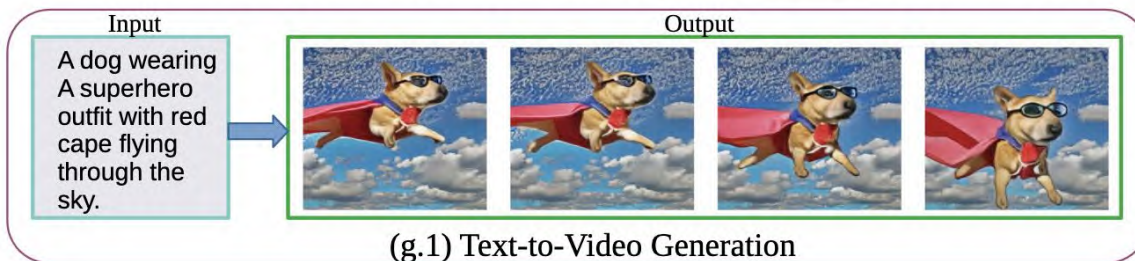 Input
Output
A dog wearing
A superhero
outfit with red
cape flying
through the
sky.
(g.1) Text-to-Video Generation